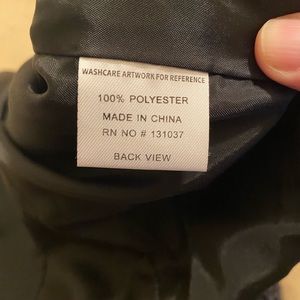 WASHCARE ARTWORK FOR REFERENCE
100% POLYESTER
MADE IN CHINA
RN NO # 131037
BACK VIEW